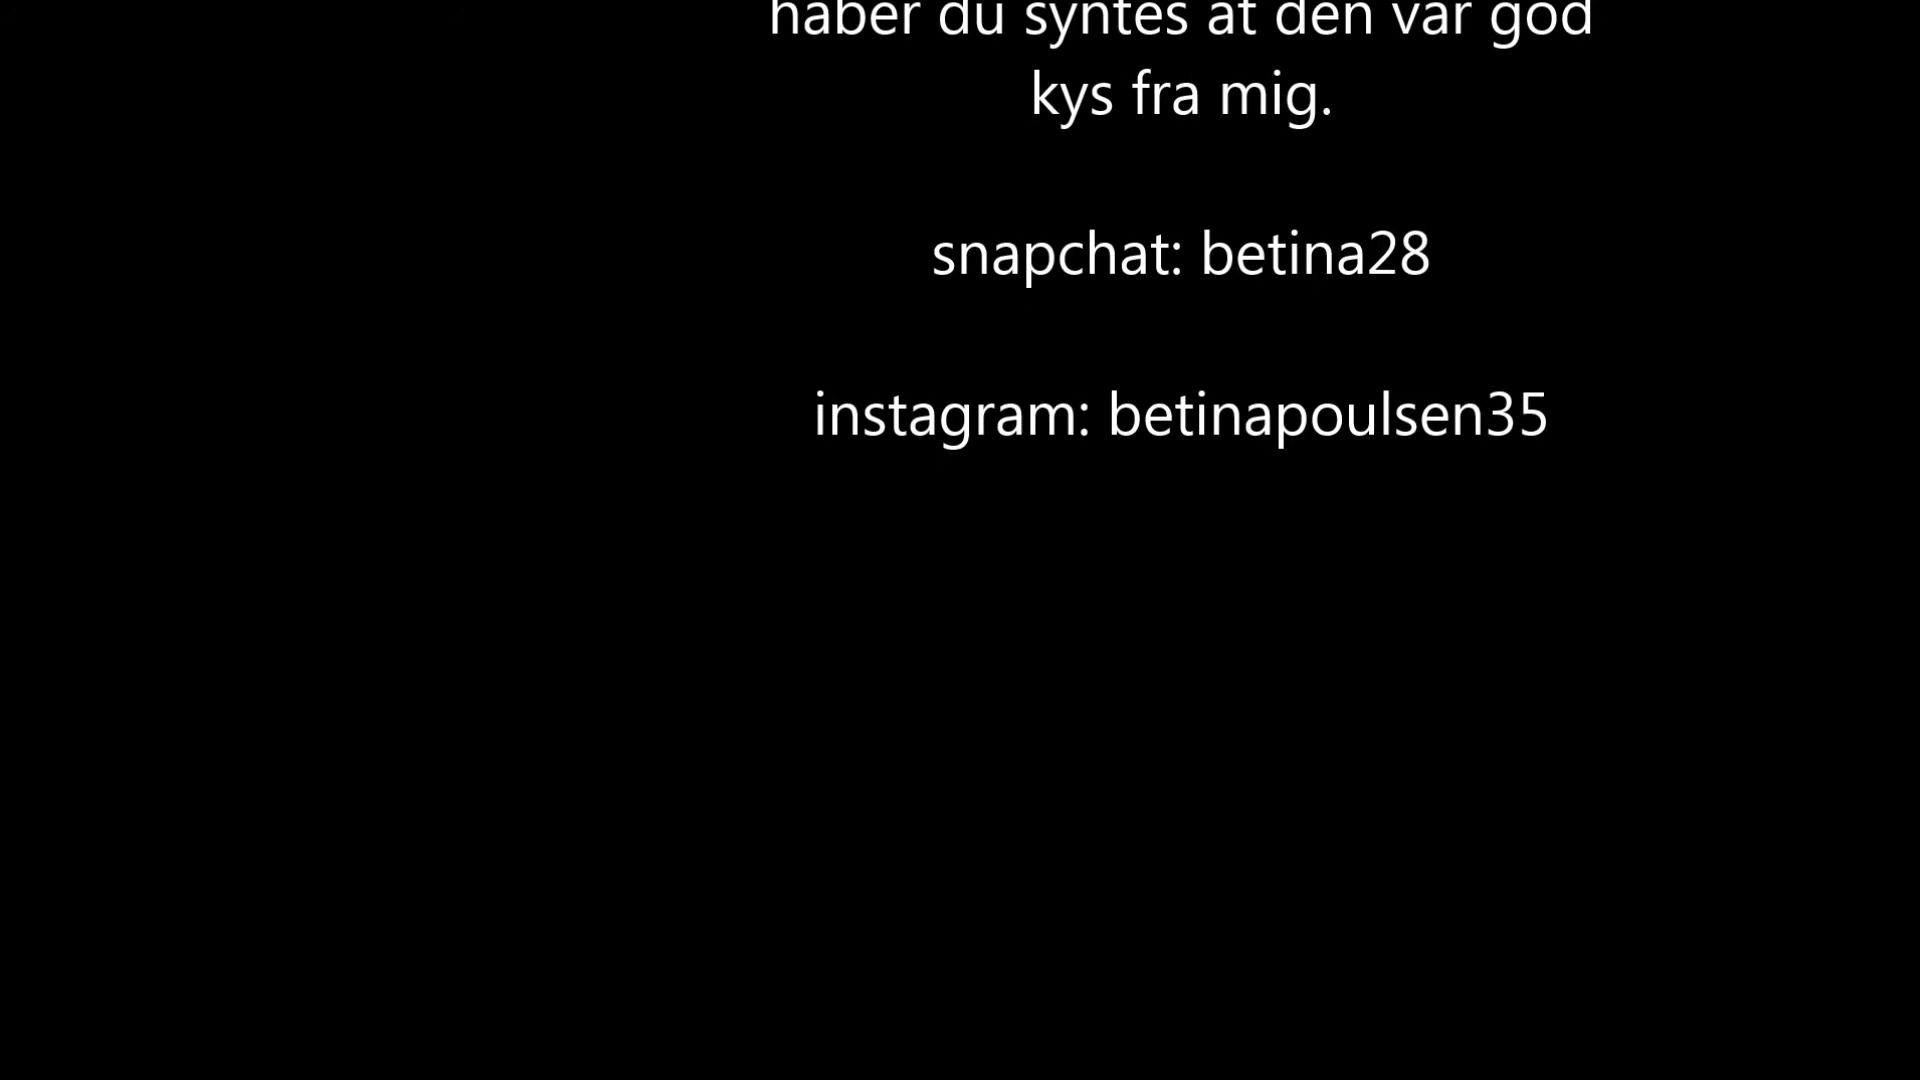 haber du syntes at den var god
kys fra mig.
snapchat: betina28
instagram: betinapoulsen35